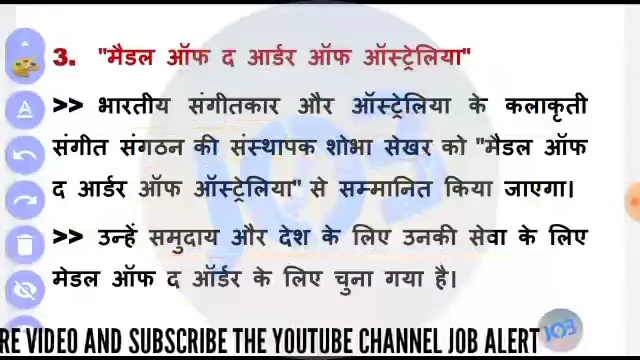 3. "मैडल ऑफ द आर्डर ऑफ ऑस्ट्रेलिया"
>> भारतीय संगीतकार और ऑस्ट्रेलिया के कलाकृती
संगीत संगठन की संस्थापक शोभा सेखर को "मैडल ऑफ
द आर्डर ऑफ ऑस्ट्रेलिया" से सम्मानित किया जाएगा।
>> उन्हें समुदाय और देश के लिए उनकी सेवा के लिए
मेडल ऑफ द ऑर्डर के लिए चुना गया है।
RE VIDEO AND SUBSCRIBE THE YOUTUBE CHANNEL JOB ALERT